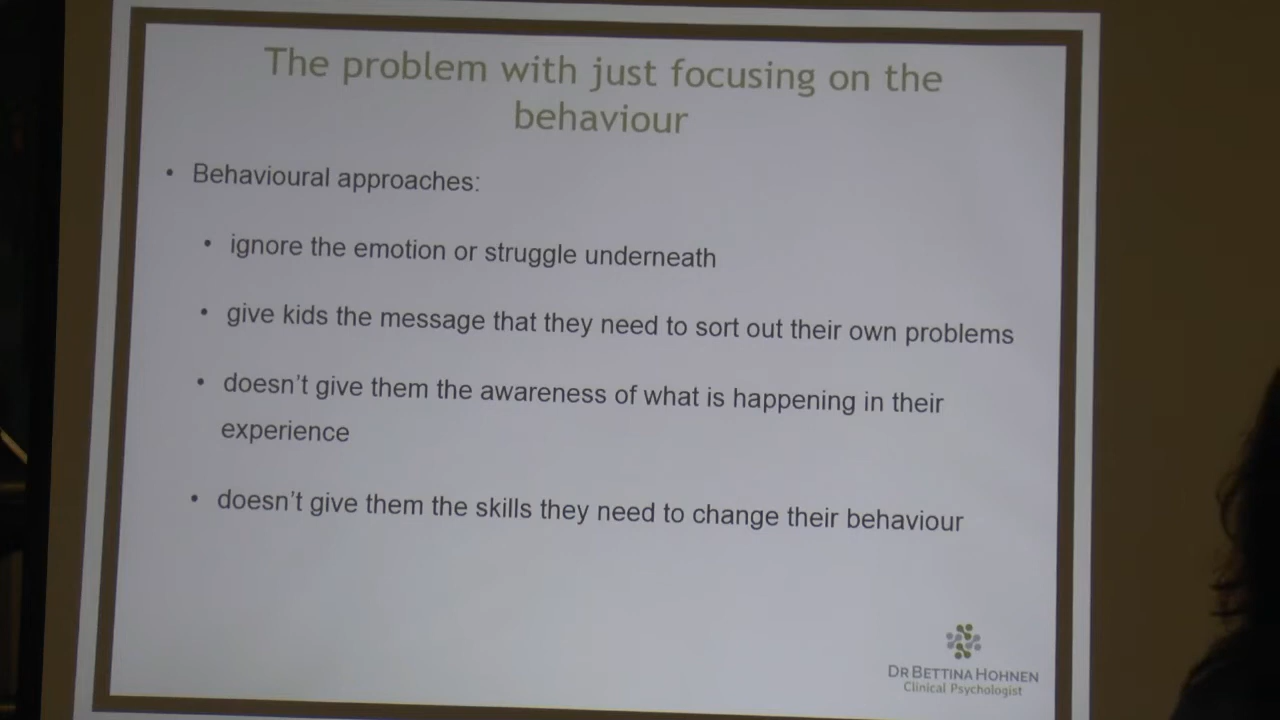 The problem with just focusing on the
behaviour
• Behavioural approaches:
• ignore the emotion or struggle underneath
• give kids the message that they need to sort out their own problems
• doesn't give them the awareness of what is happening in their
experience
• doesn't give them the skills they need to change their behaviour
DR BETTINA HOHNEN
Clinical Psychologist